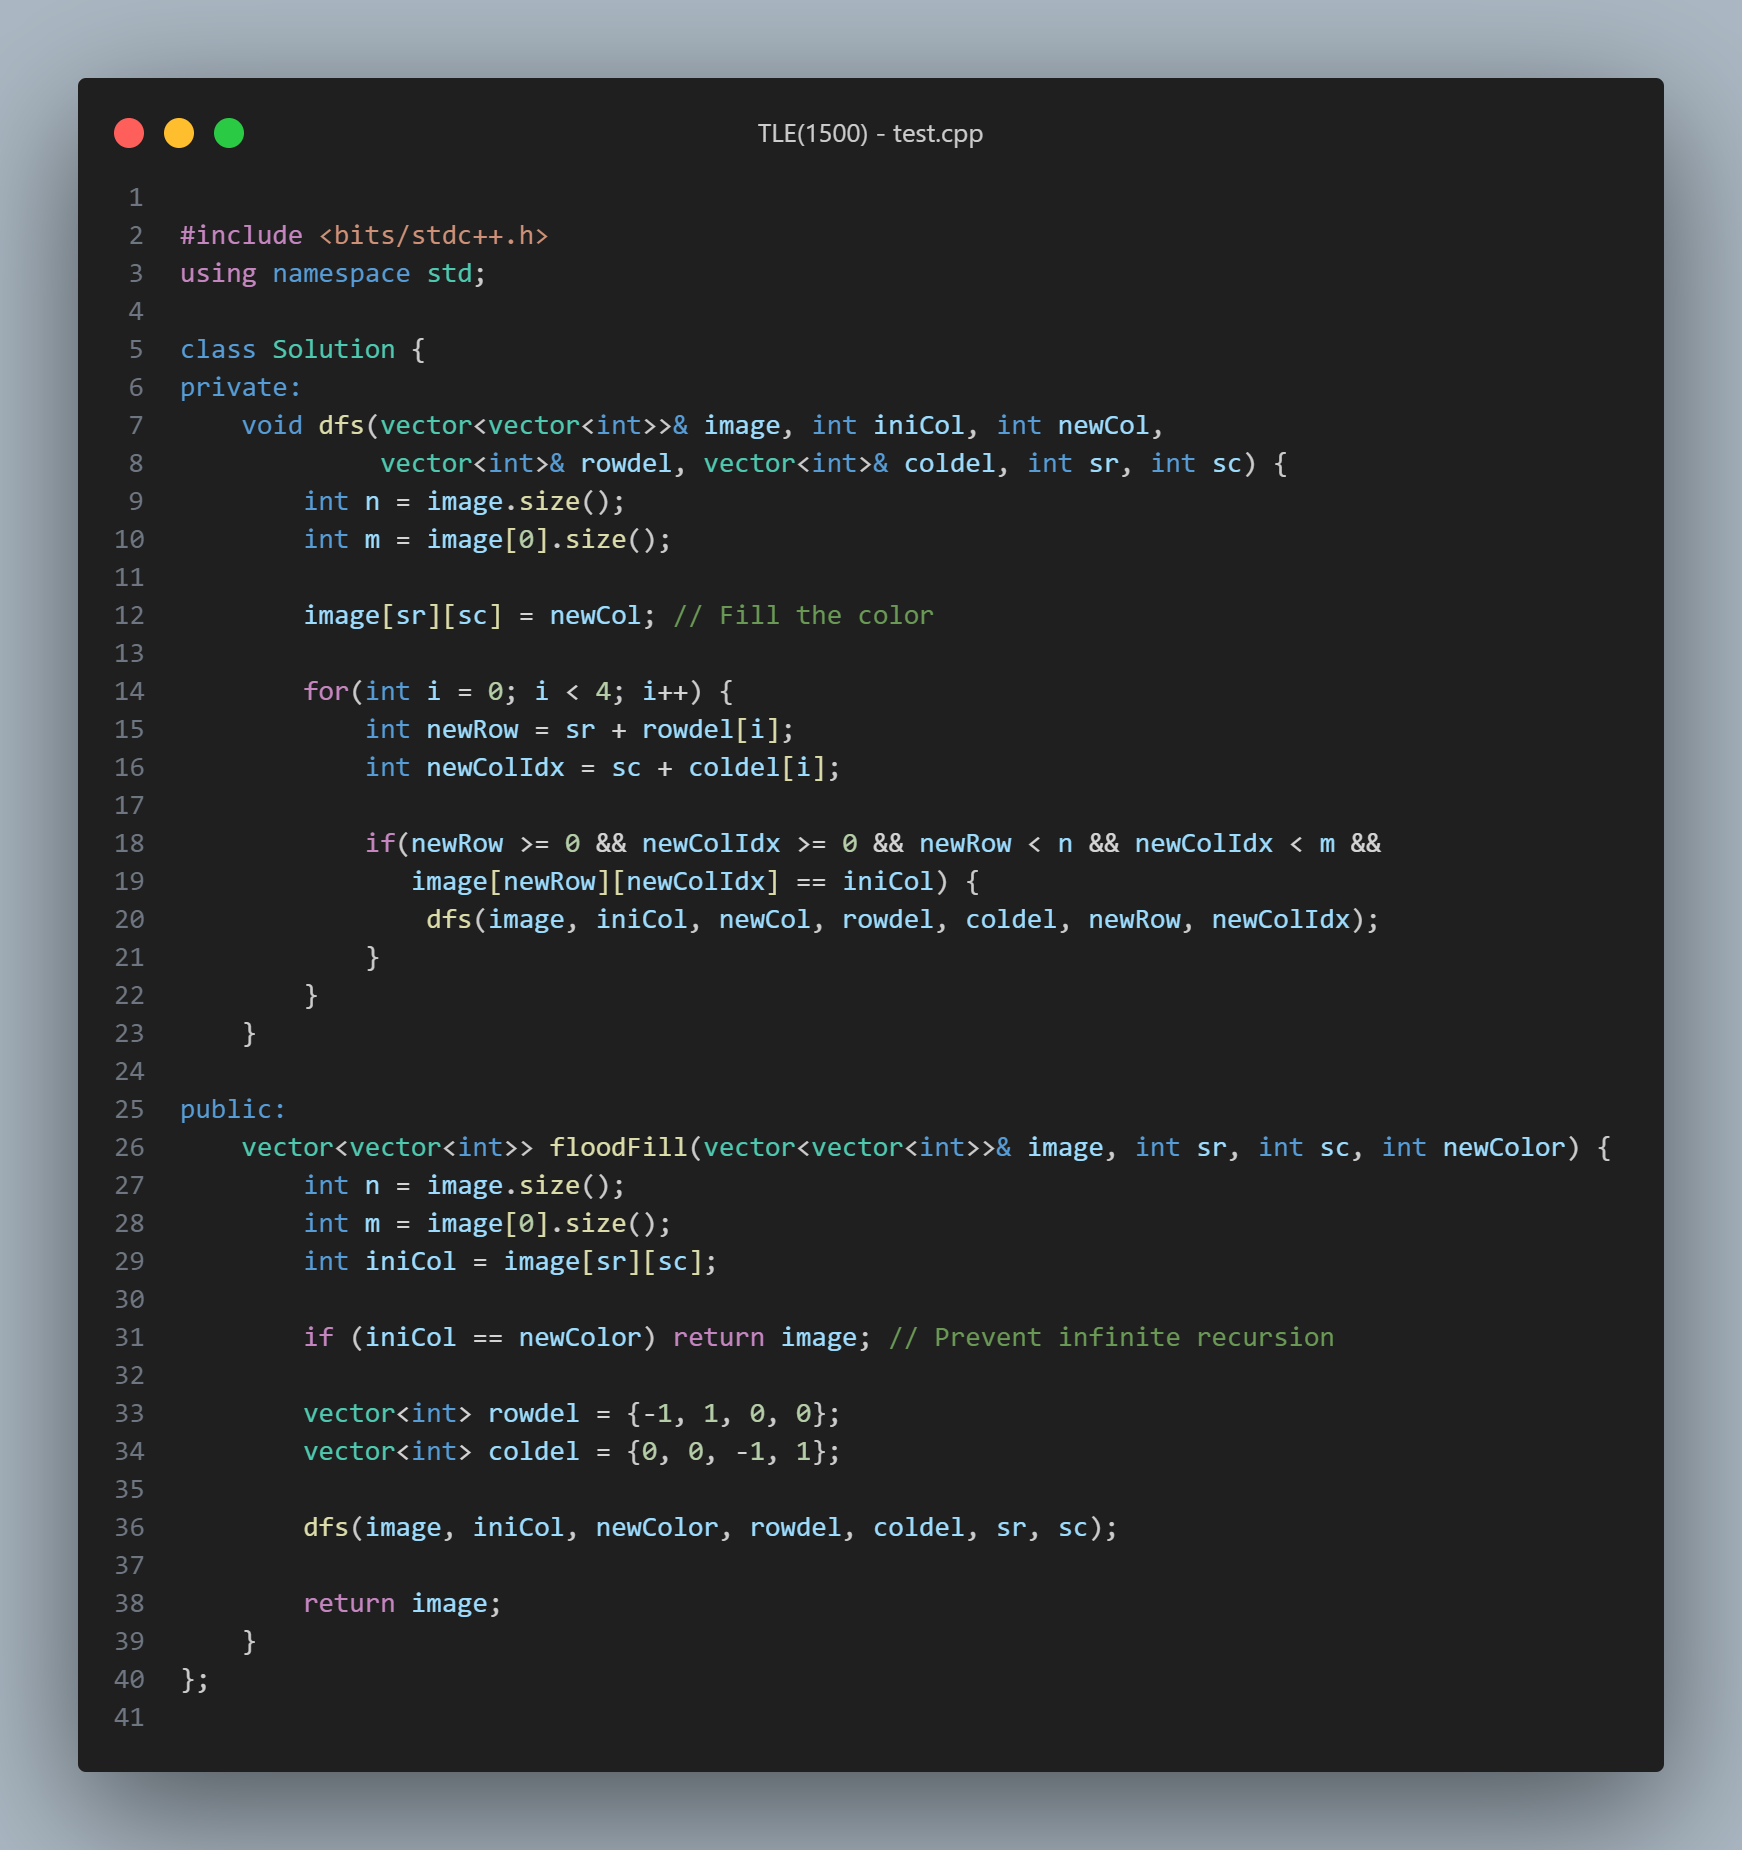 TLE(1500) - test.cpp
1
2 #include <bits/stdc++.h>
3 using namespace std;
4
5 class Solution {
6 private:
7     void dfs(vector<vector<int>>& image, int iniCol, int newCol,
8              vector<int>& rowdel, vector<int>& coldel, int sr, int sc) {
9         int n = image.size();
10         int m = image[0].size();
11
12         image[sr][sc] = newCol; // Fill the color
13
14         for(int i = 0; i < 4; i++) {
15             int newRow = sr + rowdel[i];
16             int newColIdx = sc + coldel[i];
17
18             if(newRow >= 0 && newColIdx >= 0 && newRow < n && newColIdx < m &&
19                image[newRow][newColIdx] == iniCol) {
20                 dfs(image, iniCol, newCol, rowdel, coldel, newRow, newColIdx);
21             }
22         }
23     }
24
25 public:
26     vector<vector<int>> floodFill(vector<vector<int>>& image, int sr, int sc, int newColor) {
27         int n = image.size();
28         int m = image[0].size();
29         int iniCol = image[sr][sc];
30
31         if (iniCol == newColor) return image; // Prevent infinite recursion
32
33         vector<int> rowdel = {-1, 1, 0, 0};
34         vector<int> coldel = {0, 0, -1, 1};
35
36         dfs(image, iniCol, newColor, rowdel, coldel, sr, sc);
37
38         return image;
39     }
40 };
41